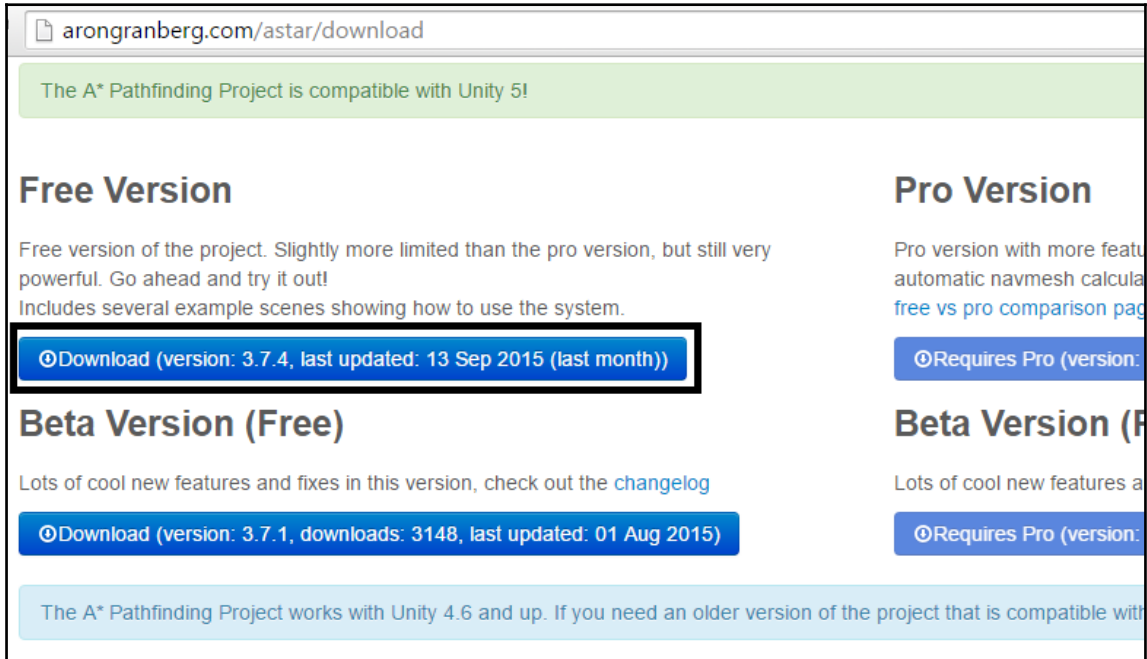 arongranberg.com/astar/download
The A* Pathfinding Project is compatible with Unity 5!
Free Version
Free version of the project. Slightly more limited than the pro version, but still very
powerful. Go ahead and try it out!
Includes several example scenes showing how to use the system.
Download (version: 3.7.4, last updated: 13 Sep 2015 (last month))
Beta Version (Free)
Lots of cool new features and fixes in this version, check out the changelog
Download (version: 3.7.1, downloads: 3148, last updated: 01 Aug 2015)
Pro Version
Pro version with more
automatic navmesh
free vs pro comparison
Requires Pro (version:
Beta Version
Lots of cool new features
Requires Pro (version:
The A* Pathfinding Project works with Unity 4.6 and up. If you need an older version of the project that is compatible with